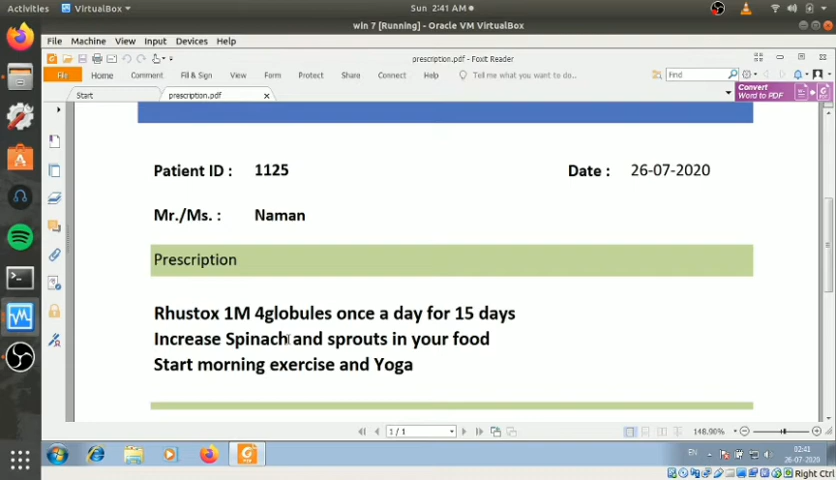 Activities VirtualBox Sun 2:41 AM
win 7 [Running] - Oracle VM VirtualBox
File Machine View Input Devices Help
prescription.pdf - Foxit Reader
File Home Comment Fill & Sign View Form Protect Share Connect Help Tell me what you want to do... Find
Start prescription.pdf
Convert
Word to PDF
Patient ID : 1125 Date : 26-07-2020
Mr./Ms. : Naman
Prescription
Rhustox 1M 4globules once a day for 15 days
Increase Spinach and sprouts in your food
Start morning exercise and Yoga
1 / 1 148.90%
EN 02:41
26-07-2020
Right Ctrl